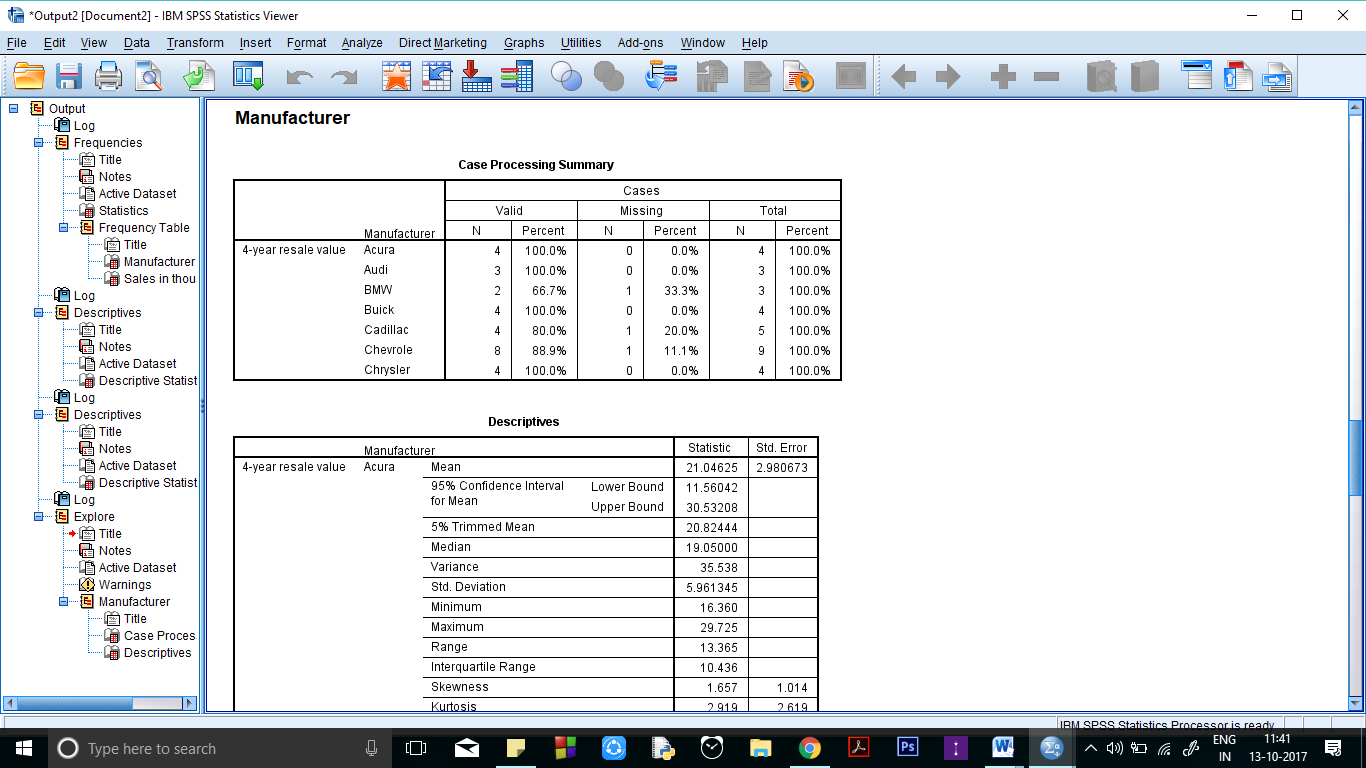 *Output2 [Document2] - IBM SPSS Statistics Viewer
File Edit View Data Transform Insert Format Analyze Direct Marketing Graphs Utilities Add-ons Window Help
Output
Log
Frequencies
Title
Notes
Active Dataset
Statistics
Frequency Table
Title
Manufacturer
Sales in thou
Log
Descriptives
Title
Notes
Active Dataset
Descriptive Statist
Log
Descriptives
Title
Notes
Active Dataset
Descriptive Statist
Log
Explore
Title
Notes
Active Dataset
Warnings
Manufacturer
Title
Case Proces
Descriptives
Manufacturer
Case Processing Summary
Cases
Valid Missing Total
Manufacturer N Percent N Percent N Percent
4-year resale value Acura 4 100.0% 0 0.0% 4 100.0%
Audi 3 100.0% 0 0.0% 3 100.0%
BMW 2 66.7% 1 33.3% 3 100.0%
Buick 4 100.0% 0 0.0% 4 100.0%
Cadillac 4 80.0% 1 20.0% 5 100.0%
Chevrole 8 88.9% 1 11.1% 9 100.0%
Chrysler 4 100.0% 0 0.0% 4 100.0%
Descriptives
Manufacturer Statistic Std. Error
4-year resale value Acura Mean 21.04625 2.980673
95% Confidence Interval Lower Bound 11.56042
for Mean Upper Bound 30.53208
5% Trimmed Mean 20.82444
Median 19.05000
Variance 35.538
Std. Deviation 5.961345
Minimum 16.360
Maximum 29.725
Range 13.365
Interquartile Range 10.436
Skewness 1.657 1.014
Kurtosis 2.919 2.619
IBM SPSS Statistics Processor is ready
Type here to search
Ps
W
ENG
IN
11:41
13-10-2017